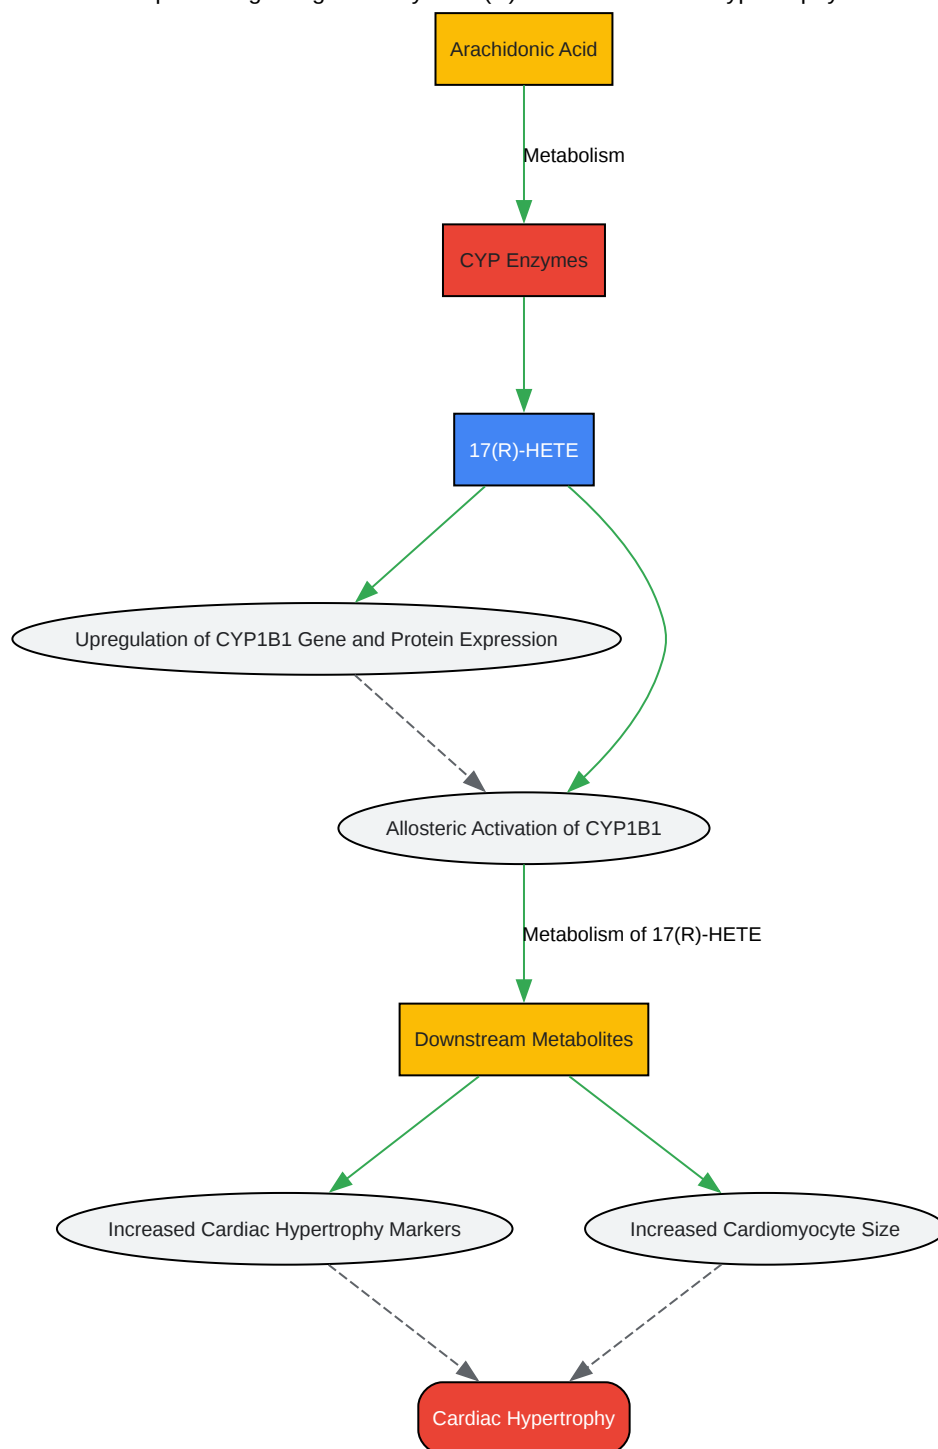 Arachidonic Acid
Metabolism
CYP Enzymes
17(R)-HETE
Upregulation of CYP1B1 Gene and Protein Expression
Allosteric Activation of CYP1B1
Metabolism of 17(R)-HETE
Downstream Metabolites
Increased Cardiac Hypertrophy Markers
Increased Cardiomyocyte Size
Cardiac Hypertrophy